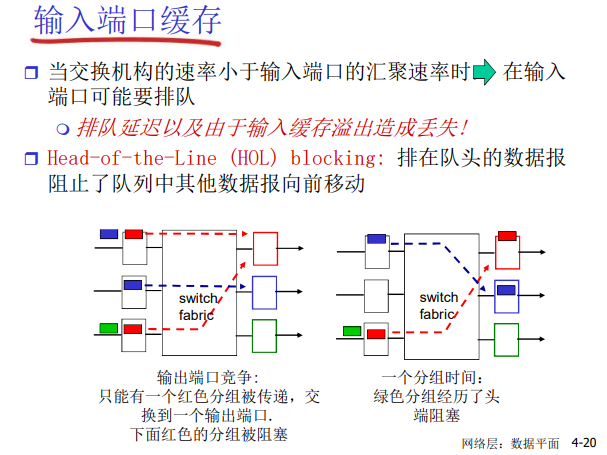 输入端口缓存
当交换机构的速率小于输入端口的汇聚速率时 在输入
端口可能要排队
排队延迟以及由于输入缓存溢出造成丢失!
Head-of-the-Line (HOL) blocking: 排在队头的数据报
阻止了队列中其他数据报向前移动
switch
fabric
输出端口竞争:
只能有一个红色分组被传递，交
换到一个输出端口.
下面红色的分组被阻塞
switch
fabric
一个分组时间：
绿色分组经历了头
端阻塞
网络层：数据平面 4-20